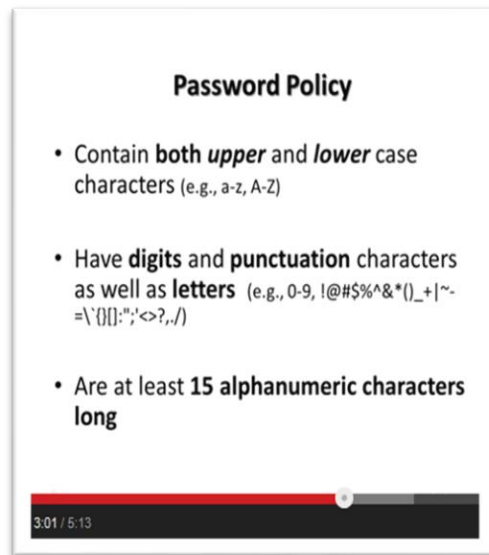 Password Policy
• Contain both upper and lower case
characters (e.g., a-z, A-Z)
• Have digits and punctuation characters
as well as letters (e.g., 0-9, !@#$%^&*()_+|~-
=\`{}[]:";'<>?,./)
• Are at least 15 alphanumeric characters
long
3:01 / 5:13